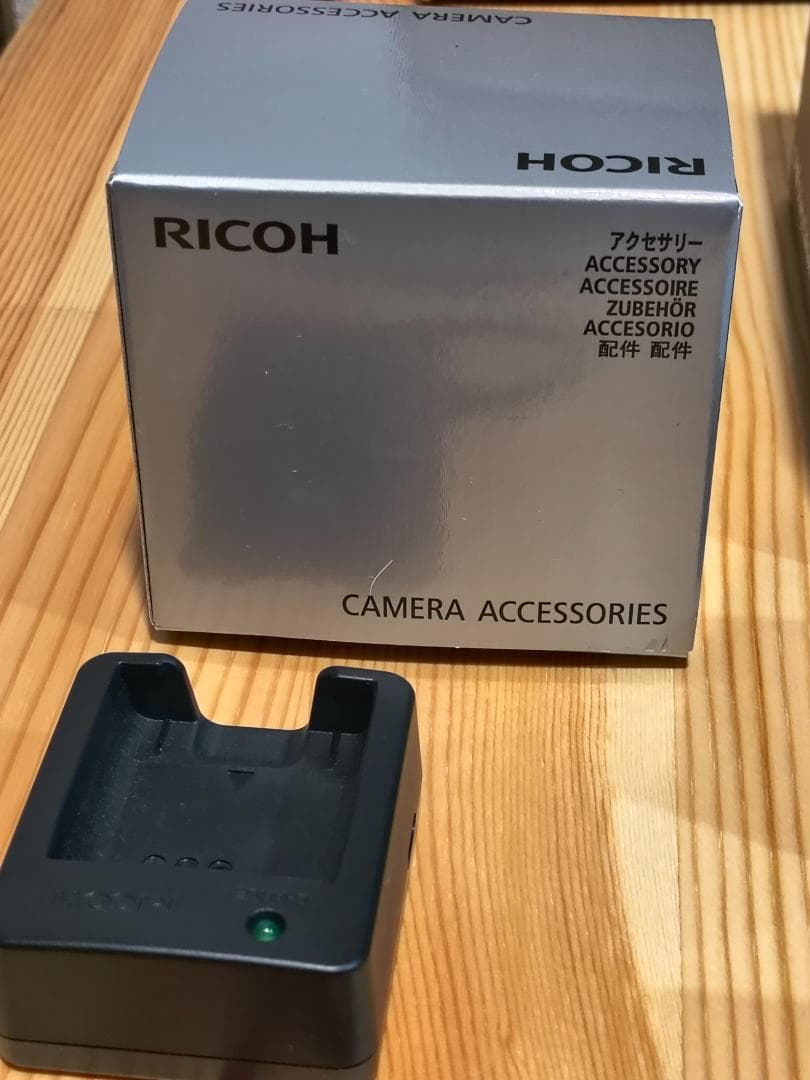 CAMERA ACCESSORIES
RICOH
RICOH
アクセサリー
ACCESSORY
ACCESSOIRE
ZUBEHÖR
ACCESORIO
配件 配件
CAMERA ACCESSORIES
RICOH